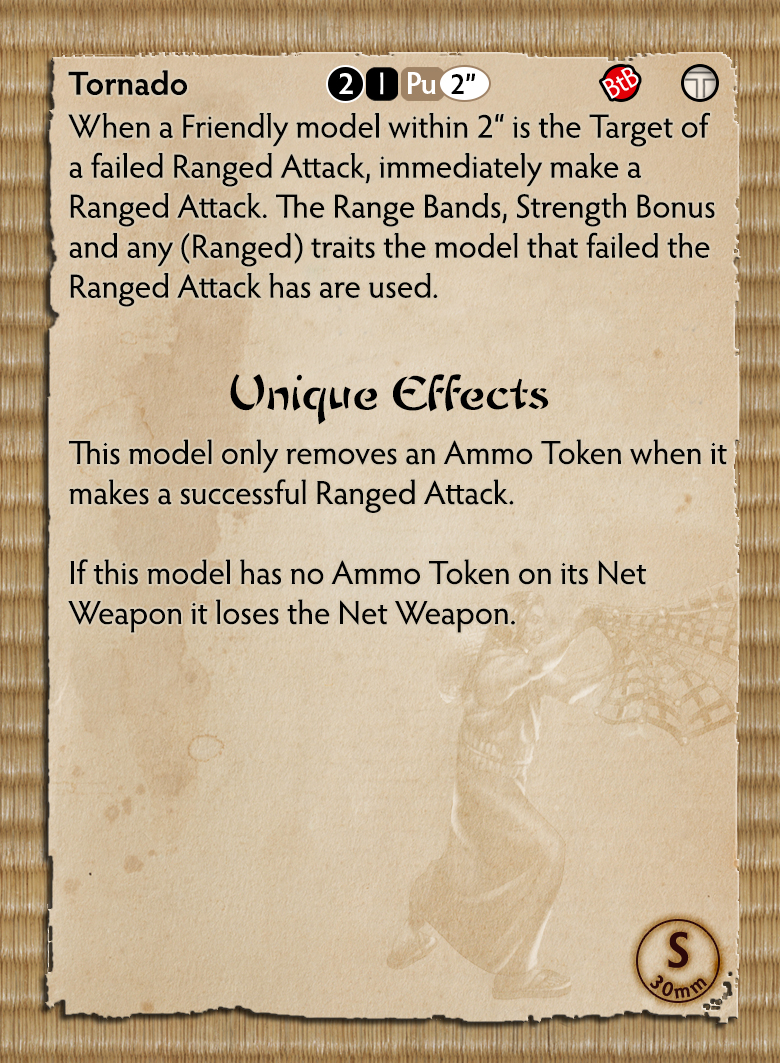 Tornado 2 1 Pu 2” BtB T
When a Friendly model within 2“ is the Target of
a failed Ranged Attack, immediately make a
Ranged Attack. The Range Bands, Strength Bonus
and any (Ranged) traits the model that failed the
Ranged Attack has are used.
Unique Effects
This model only removes an Ammo Token when it
makes a successful Ranged Attack.
If this model has no Ammo Token on its Net
Weapon it loses the Net Weapon.
S
30mm